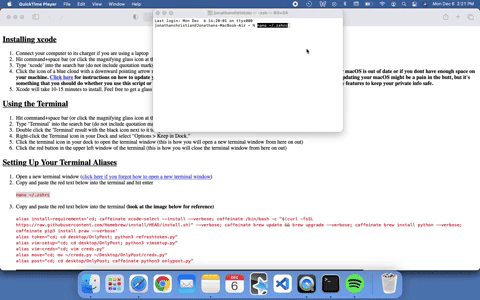 QuickTime Player File Edit View Window Help
Mon Dec 6 2:21 PM
jonathanchristian — -zsh — 80×24
Last login: Mon Dec 6 14:20:01 on ttys000
jonathanchristian@Jonathans-MacBook-Air ~ % nano ~/.zshrc
Installing xcode
1. Connect your computer to its charger if you are using a laptop
2. Hit command+space bar (or click the magnifying glass icon at th
3. Type 'xcode' into the search bar (do not include quotation mark
4. Click the icon of a blue cloud with a downward pointing arrow i
macOS is out of date or if you dont have enough space
on your machine. Click here for instructions on how to update y
updating your macOS might be a pain in the butt, but it's
something that you should do whether you use this script or
features to keep your private info safe.
5. Xcode will take 10-15 minutes to install. Feel free to get a glass
Using the Terminal
1. Hit command+space bar (or click the magnifying glass icon at th
2. Type 'Terminal' into the search bar (do not include quotation ma
3. Double click the 'Terminal' result with the black icon next to it
4. Right-click the Terminal icon in your Dock and select "Options > Keep in Dock."
5. Click the terminal icon in your dock to open the terminal window (this is how you will open a new terminal window from here on out)
6. Click the red button in the upper left window of the terminal (this is how you will close the terminal window from here on out)
Setting Up Your Terminal Aliases
1. Open a new terminal window (click here if you forgot how to open a new terminal window)
2. Copy and paste the red text below into the terminal and hit enter
nano ~/.zshrc
3. Copy and paste the red text below into the terminal (look at the image below for reference)
alias install-requirements="cd; caffeinate xcode-select --install --verbose; caffeinate /bin/bash -c "$(curl -fsSL
https://raw.githubusercontent.com/Homebrew/install/HEAD/install.sh)" --verbose; caffeinate brew update && brew upgrade --verbose; caffeinate brew install python --verbose;
caffeinate pip3 install praw --verbose"
alias token="cd; cd desktop/OnlyPost; python3 refreshtoken.py"
alias vim-setup="cd; cd desktop/OnlyPost; python3 vimsetup.py"
alias vim-creds="cd; vim creds.py"
alias move="cd; mv ~/creds.py ~/Desktop/OnlyPost/creds.py"
alias post="cd; cd desktop/OnlyPost; caffeinate python3 onlypost.py"
DEC
6